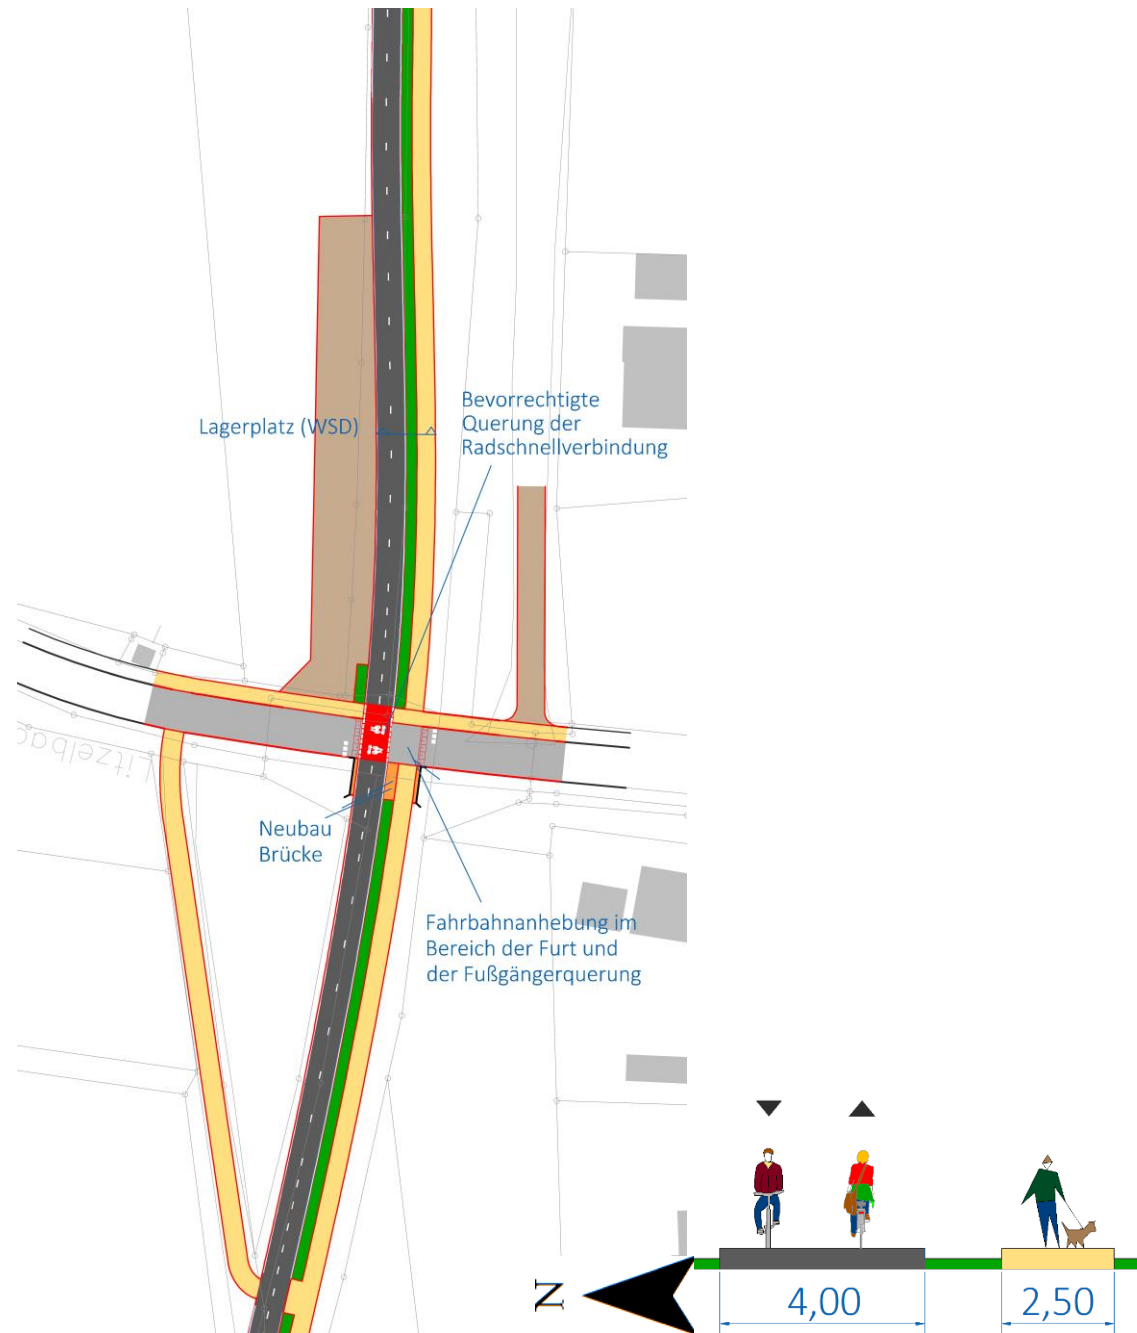 Bevorrechtigte
Querung der
Radschnellverbindung
Lagerplatz (WSD)
Neubau
Brücke
Fahrbahnanhebung im
Bereich der Furt und
der Fußgängerquerung
N
4,00
2,50